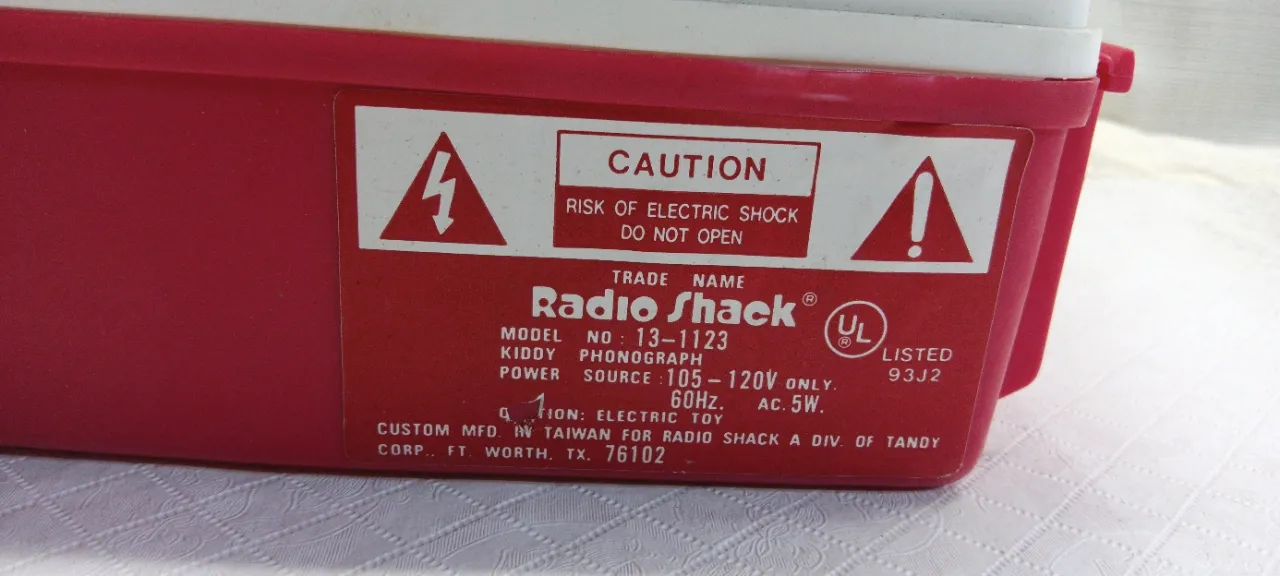 CAUTION
RISK OF ELECTRIC SHOCK
DO NOT OPEN
TRADE NAME
Radio Shack®
MODEL NO: 13-1123
KIDDY PHONOGRAPH
POWER SOURCE: 105-120V ONLY.
60Hz. AC. 5W.
UL®
LISTED
93J2
ELECTRIC TOY
CUSTOM MFD. IN TAIWAN FOR RADIO SHACK A DIV. OF TANDY
CORP., FT. WORTH, TX. 76102